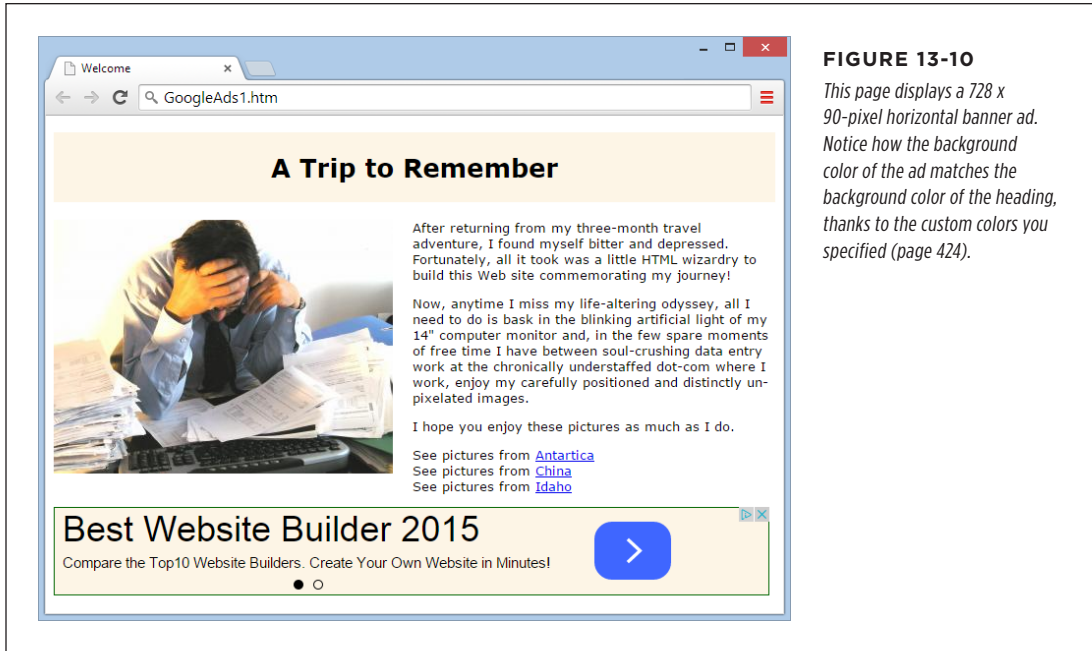 Welcome
GoogleAds1.htm
A Trip to Remember
After returning from my three-month travel
adventure, I found myself bitter and depressed.
Fortunately, all it took was a little HTML wizardry to
build this Web site commemorating my journey!
Now, anytime I miss my life-altering odyssey, all I
need to do is bask in the blinking artificial light of my
14" computer monitor and, in the few spare moments
of free time I have between soul-crushing data entry
work at the chronically understaffed dot-com where I
work, enjoy my carefully positioned and distinctly un-
pixelated images.
I hope you enjoy these pictures as much as I do.
See pictures from Antartica
See pictures from China
See pictures from Idaho
Best Website Builder 2015
Compare the Top10 Website Builders. Create Your Own Website in Minutes!
FIGURE 13-10
This page displays a 728 x
90-pixel horizontal banner ad.
Notice how the background
color of the ad matches the
background color of the heading,
thanks to the custom colors you
specified (page 424).